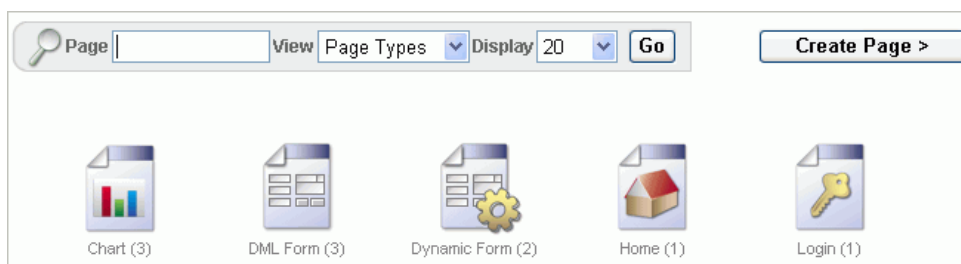 Page View Page Types Display 20 Go Create Page >
Chart (3) DML Form (3) Dynamic Form (2) Home (1) Login (1)